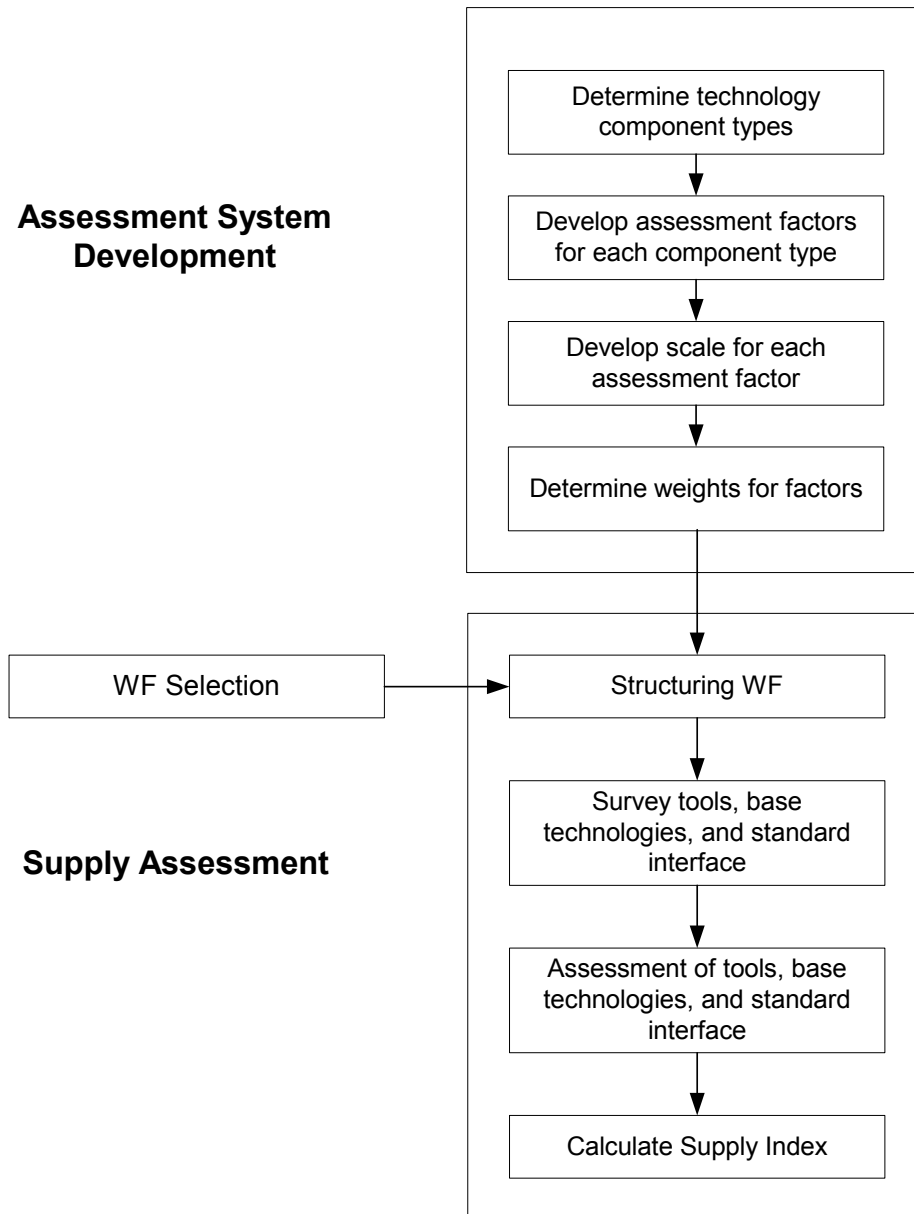 Determine technology
component types
Assessment System
Development
Develop assessment factors
for each component type
Develop scale for each
assessment factor
Determine weights for factors
WF Selection
Structuring WF
Supply Assessment
Survey tools, base
technologies, and standard
interface
Assessment of tools, base
technologies, and standard
interface
Calculate Supply Index